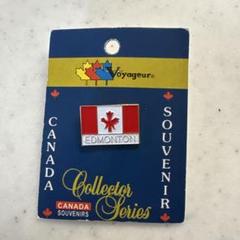 Voyageur®
CANADA
SOUVENIR
EDMONTON
Collector
Series
CANADA
SOUVENIRS